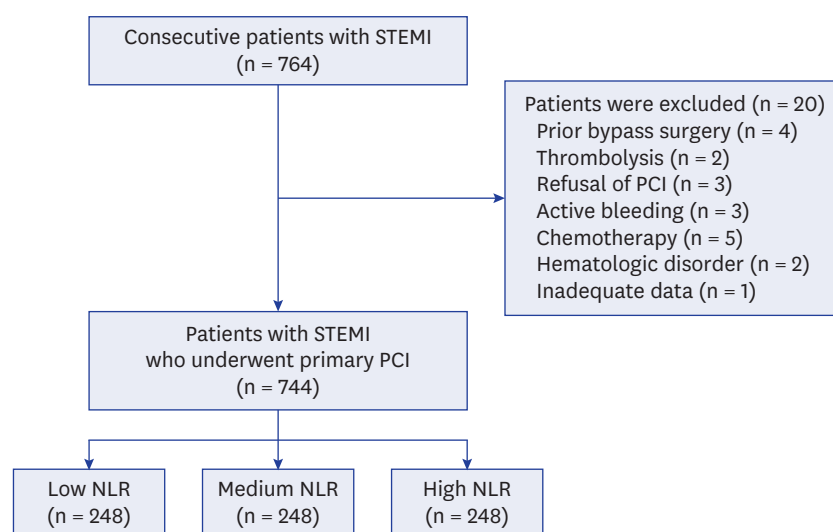 Consecutive patients with STEMI
(n = 764)
Patients were excluded (n = 20)
Prior bypass surgery (n = 4)
Thrombolysis (n = 2)
Refusal of PCI (n = 3)
Active bleeding (n = 3)
Chemotherapy (n = 5)
Hematologic disorder (n = 2)
Inadequate data (n = 1)
Patients with STEMI
who underwent primary PCI
(n = 744)
Low NLR
(n = 248)
Medium NLR
(n = 248)
High NLR
(n = 248)